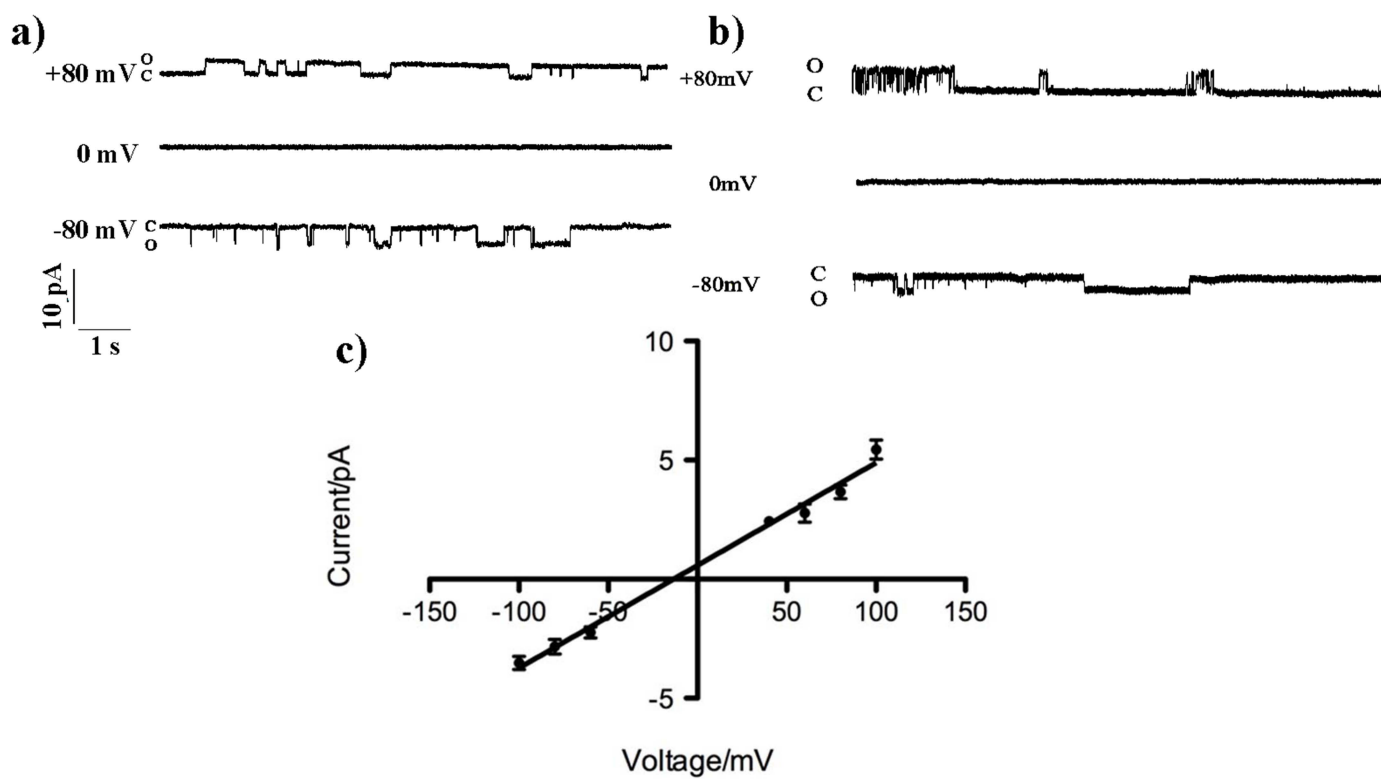 a)
+80 mV O
C
0 mV
-80 mV C
O
10 pA
1 s
b)
+80mV O
C
0mV
-80mV C
O
c)
Current/pA
10
5
-5
-150 -100 -50 50 100 150
Voltage/mV